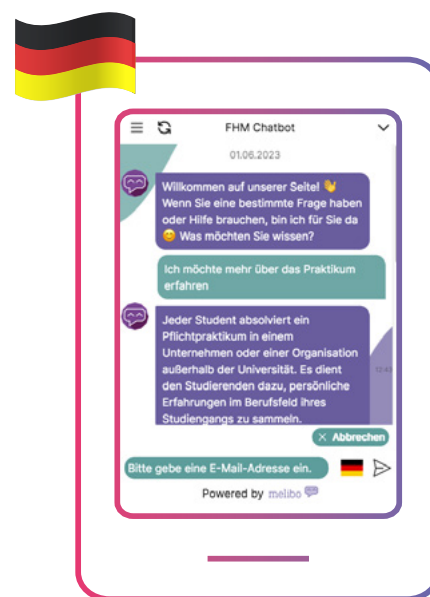 FHM Chatbot
01.06.2023
Willkommen auf unserer Seite! 👋
Wenn Sie eine bestimmte Frage haben
oder Hilfe brauchen, bin ich für Sie da
😊 Was möchten Sie wissen?
Ich möchte mehr über das Praktikum
erfahren
Jeder Student absolviert ein
Pflichtpraktikum in einem
Unternehmen oder einer Organisation
außerhalb der Universität. Es dient
den Studierenden dazu, persönliche
Erfahrungen im Berufsfeld ihres
Studiengangs zu sammeln.
Abbrechen
Bitte gebe eine E-Mail-Adresse ein.
Powered by melibo